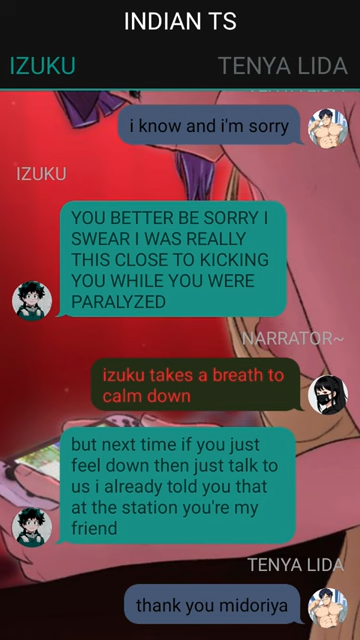 INDIAN TS
IZUKU
TENYA LIDA
i know and i'm sorry
IZUKU
YOU BETTER BE SORRY I
SWEAR I WAS REALLY
THIS CLOSE TO KICKING
YOU WHILE YOU WERE
PARALYZED
NARRATOR~
izuku takes a breath to
calm down
but next time if you just
feel down then just talk to
us i already told you that
at the station you're my
friend
TENYA LIDA
thank you midoriya